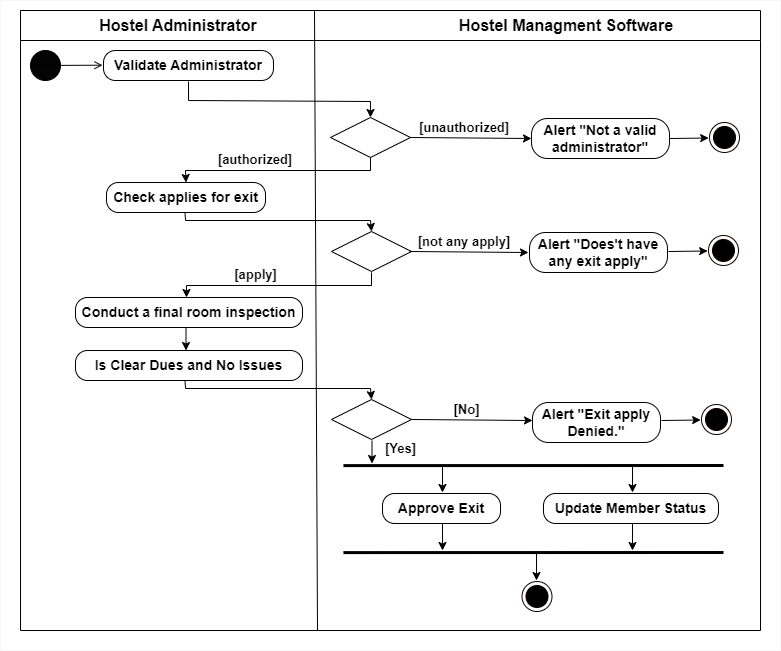 Hostel Administrator
Hostel Managment Software
Validate Administrator
[unauthorized]
Alert "Not a valid
administrator"
[authorized]
Check applies for exit
[not any apply]
Alert "Does't have
any exit apply"
[apply]
Conduct a final room inspection
Is Clear Dues and No Issues
[No]
Alert "Exit apply
Denied."
[Yes]
Approve Exit
Update Member Status